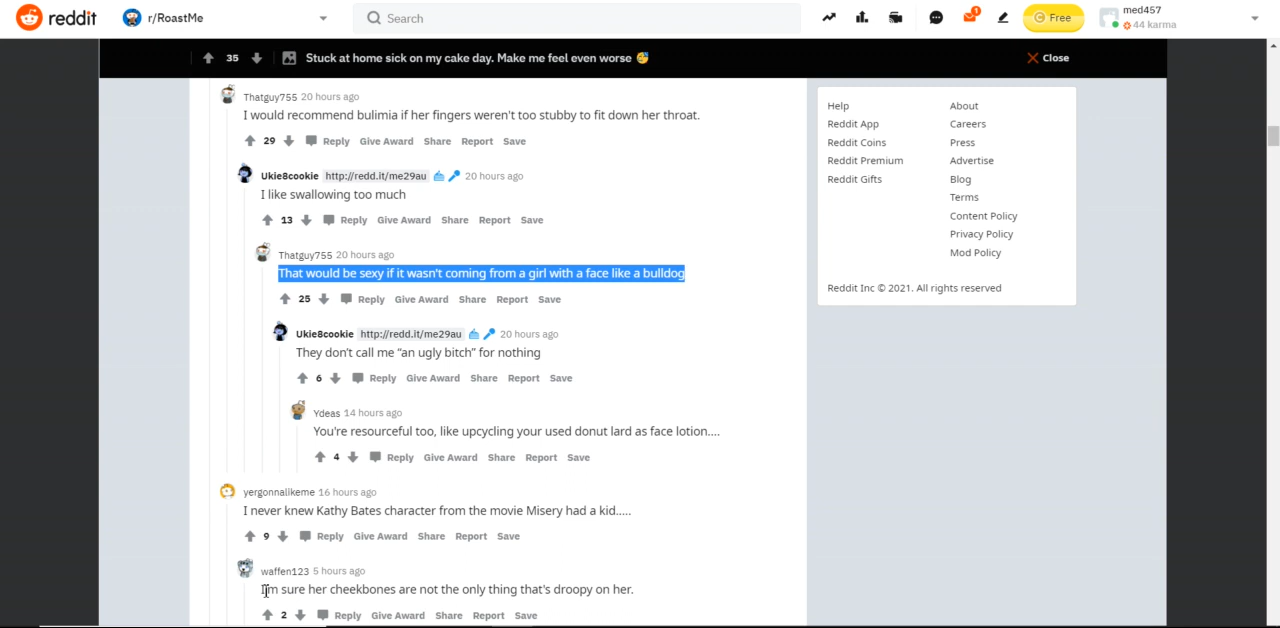 reddit
r/RoastMe
Search
1
Free
med457
44 karma
35
Stuck at home sick on my cake day. Make me feel even worse
Close
Thatguy755 20 hours ago
I would recommend bulimia if her fingers weren't too stubby to fit down her throat.
29 Reply Give Award Share Report Save
Ukie8cookie http://redd.it/me29au 20 hours ago
I like swallowing too much
13 Reply Give Award Share Report Save
Thatguy755 20 hours ago
That would be sexy if it wasn't coming from a girl with a face like a bulldog
25 Reply Give Award Share Report Save
Ukie8cookie http://redd.it/me29au 20 hours ago
They don't call me “an ugly bitch” for nothing
6 Reply Give Award Share Report Save
Ydeas 14 hours ago
You're resourceful too, like upcycling your used donut lard as face lotion....
4 Reply Give Award Share Report Save
yergonnalikeme 16 hours ago
I never knew Kathy Bates character from the movie Misery had a kid.....
9 Reply Give Award Share Report Save
waffen123 5 hours ago
I'm sure her cheekbones are not the only thing that's droopy on her.
2 Reply Give Award Share Report Save
Help
About
Reddit App
Careers
Reddit Coins
Press
Reddit Premium
Advertise
Reddit Gifts
Blog
Terms
Content Policy
Privacy Policy
Mod Policy
Reddit Inc © 2021. All rights reserved